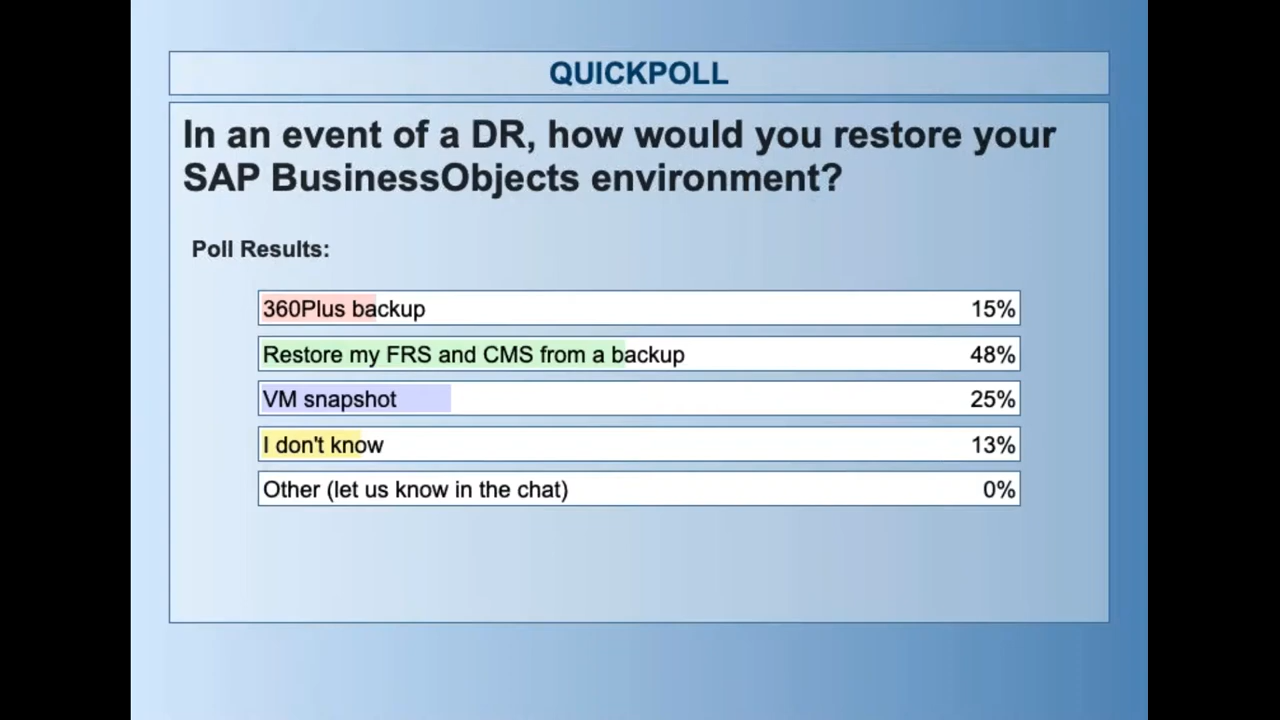 QUICKPOLL
In an event of a DR, how would you restore your
SAP BusinessObjects environment?
Poll Results:
360Plus backup 15%
Restore my FRS and CMS from a backup 48%
VM snapshot 25%
I don't know 13%
Other (let us know in the chat) 0%